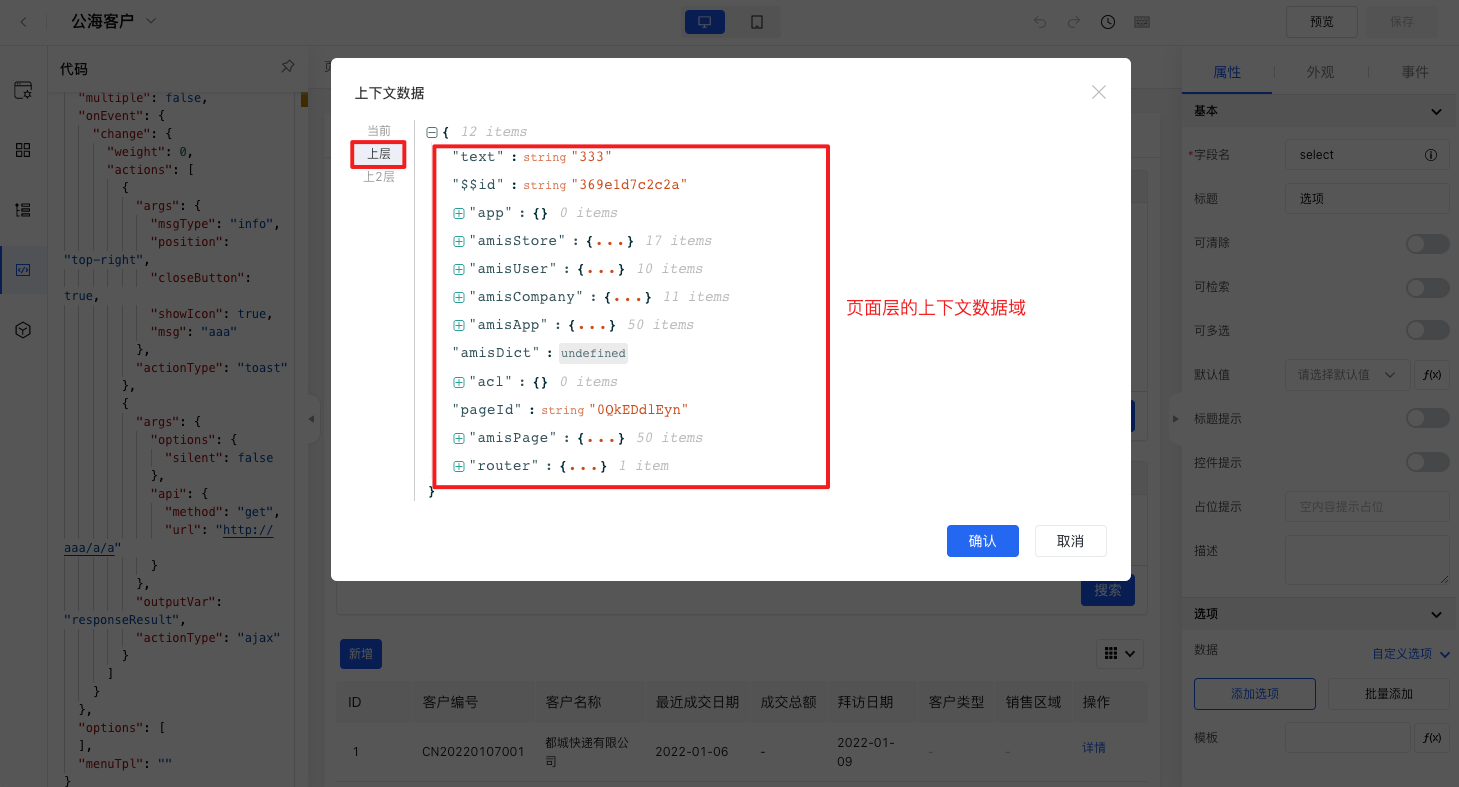 公海客户
预览
保存
代码
"multiple": false,
"onEvent": {
"change": {
"weight": 0,
"actions": [
{
"args": {
"msgType": "info",
"position":
"top-right",
"closeButton":
true,
"showIcon": true,
"msg": "aaa"
},
"actionType": "toast"
},
{
"args": {
"options": {
"silent": false
},
"api": {
"method": "get",
"url": "http://
aaa/a/a"
}
},
"outputVar":
"responseResult",
"actionType": "ajax"
}
]
}
},
"options": [
],
"menuTpl": ""
}
上下文数据
当前
上层
上2层
{ 12 items
"text" : string "333"
"$$id" : string "369e1d7c2c2a"
"app" : {} 0 items
"amisStore" : {...} 17 items
"amisUser" : {...} 10 items
"amisCompany" : {...} 11 items
"amisApp" : {...} 50 items
"amisDict" : undefined
"acl" : {} 0 items
"pageId" : string "0QkEDdlEyn"
"amisPage" : {...} 50 items
"router" : {...} 1 item
}
页面层的上下文数据域
确认
取消
搜索
新增
ID 客户编号 客户名称 最近成交日期 成交总额 拜访日期 客户类型 销售区域 操作
1 CN20220107001 都城快递有限公司 2022-01-06 - 2022-01-09 - - 详情
属性
外观
事件
基本
*字段名 select
标题 选项
可清除
可检索
可多选
默认值 请选择默认值 f(x)
标题提示
控件提示
占位提示 空内容提示占位
描述
选项
数据 自定义选项
添加选项 批量添加
模板 f(x)